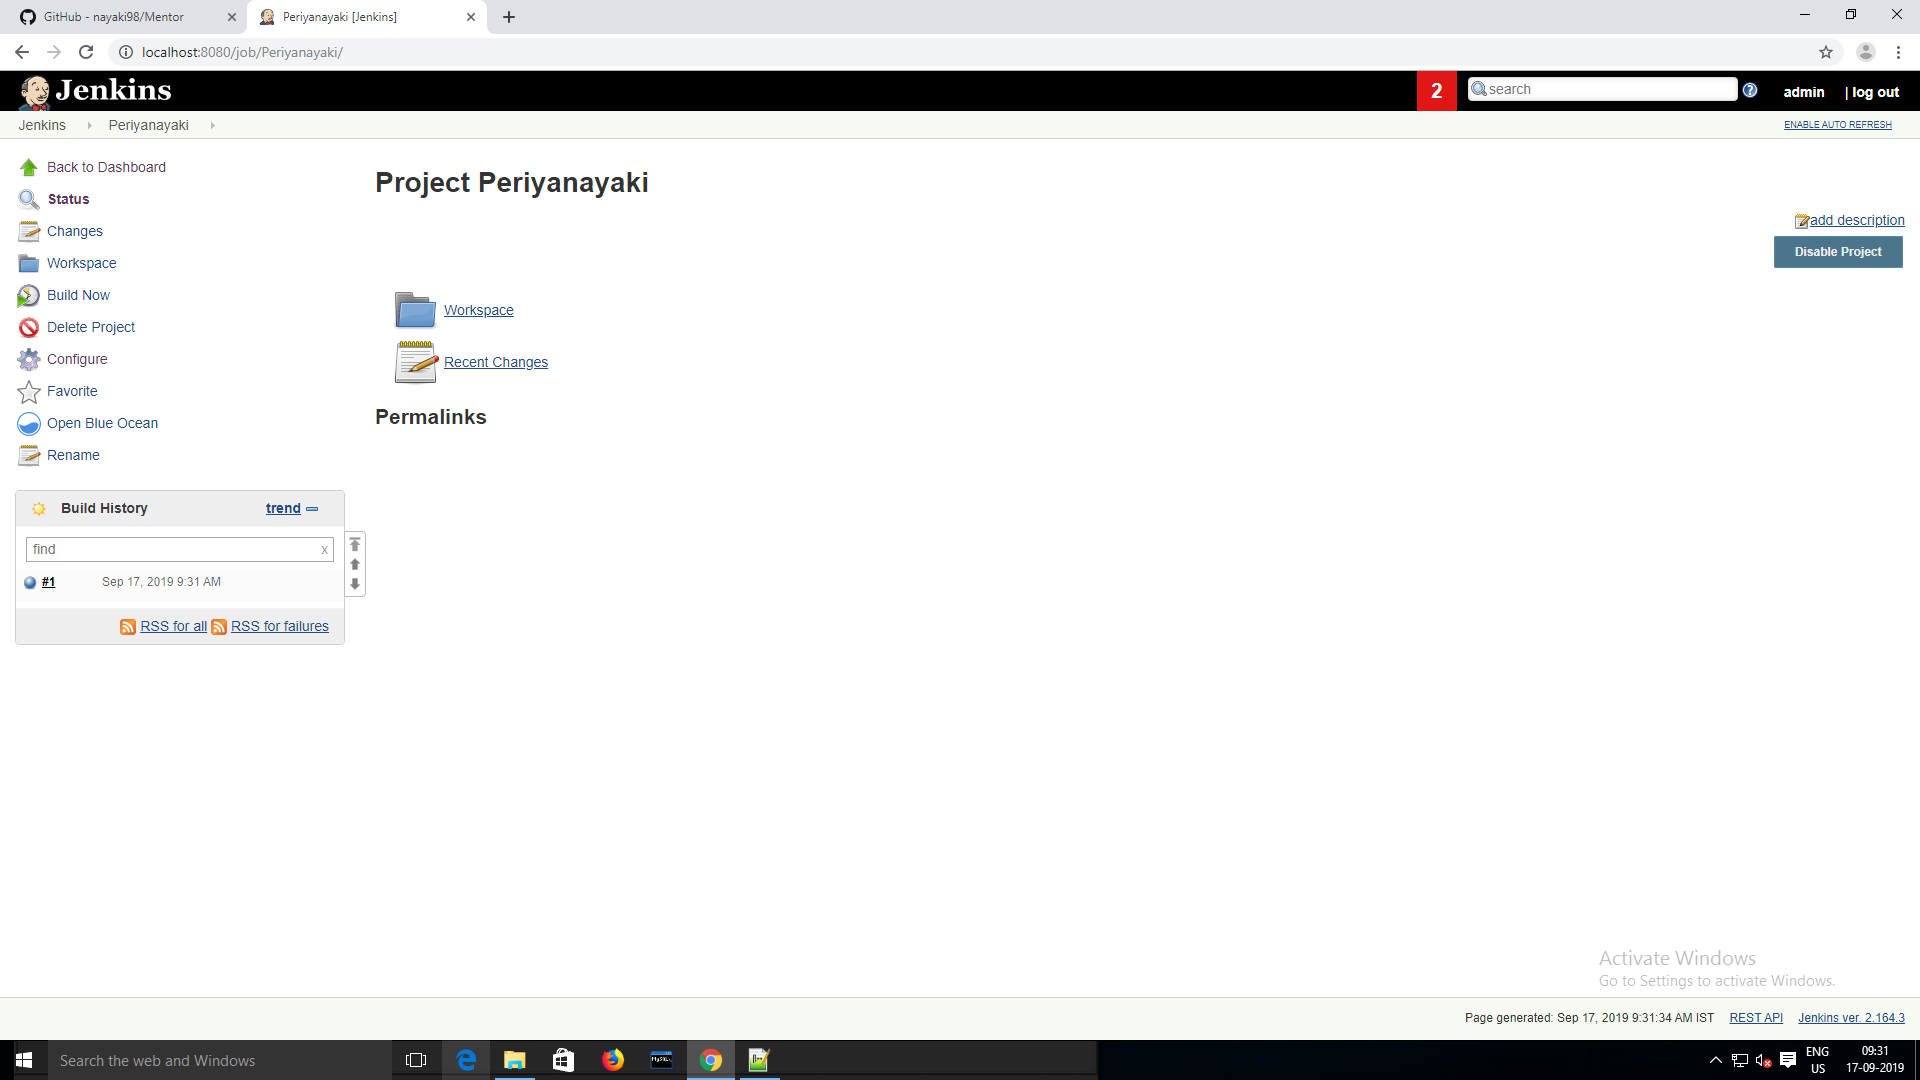 GitHub - nayaki98/Mentor
Periyanayaki [Jenkins]
localhost:8080/job/Periyanayaki/
Jenkins
2
search
admin
| log out
Jenkins
Periyanayaki
ENABLE AUTO REFRESH
Back to Dashboard
Status
Changes
Workspace
Build Now
Delete Project
Configure
Favorite
Open Blue Ocean
Rename
Build History
trend
find
x
#1
Sep 17, 2019 9:31 AM
RSS for all
RSS for failures
Project Periyanayaki
add description
Disable Project
Workspace
Recent Changes
Permalinks
Activate Windows
Go to Settings to activate Windows.
Page generated: Sep 17, 2019 9:31:34 AM IST
REST API
Jenkins ver. 2.164.3
Search the web and Windows
ENG
US
09:31
17-09-2019